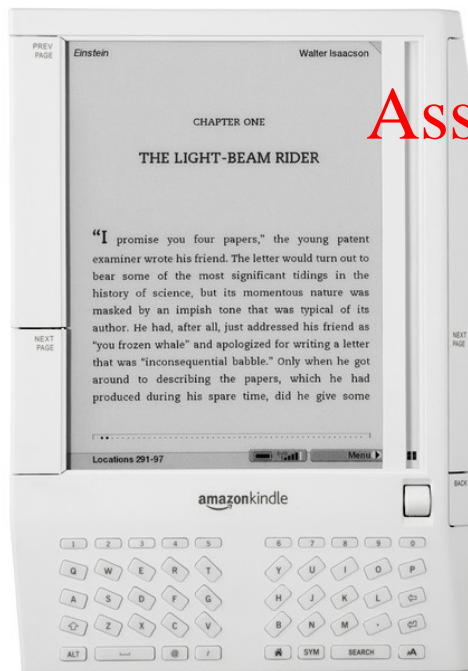 PREV
PAGE
Einstein
Walter Isaacson
Ass
CHAPTER ONE
THE LIGHT-BEAM RIDER
“I promise you four papers,” the young patent
examiner wrote his friend. The letter would turn out to
bear some of the most significant tidings in the
history of science, but its momentous nature was
masked by an impish tone that was typical of its
author. He had, after all, just addressed his friend as
“you frozen whale” and apologized for writing a letter
that was “inconsequential babble.” Only when he got
around to describing the papers, which he had
produced during his spare time, did he give some
NEXT
PAGE
NEXT
PAGE
Locations 291-97
Menu
BACK
amazonkindle
1 2 3 4 5 6 7 8 9 0
Q W E R T Y U I O P
A S D F G H J K L
Z X C V B N M .
ALT @ / SYM SEARCH AA